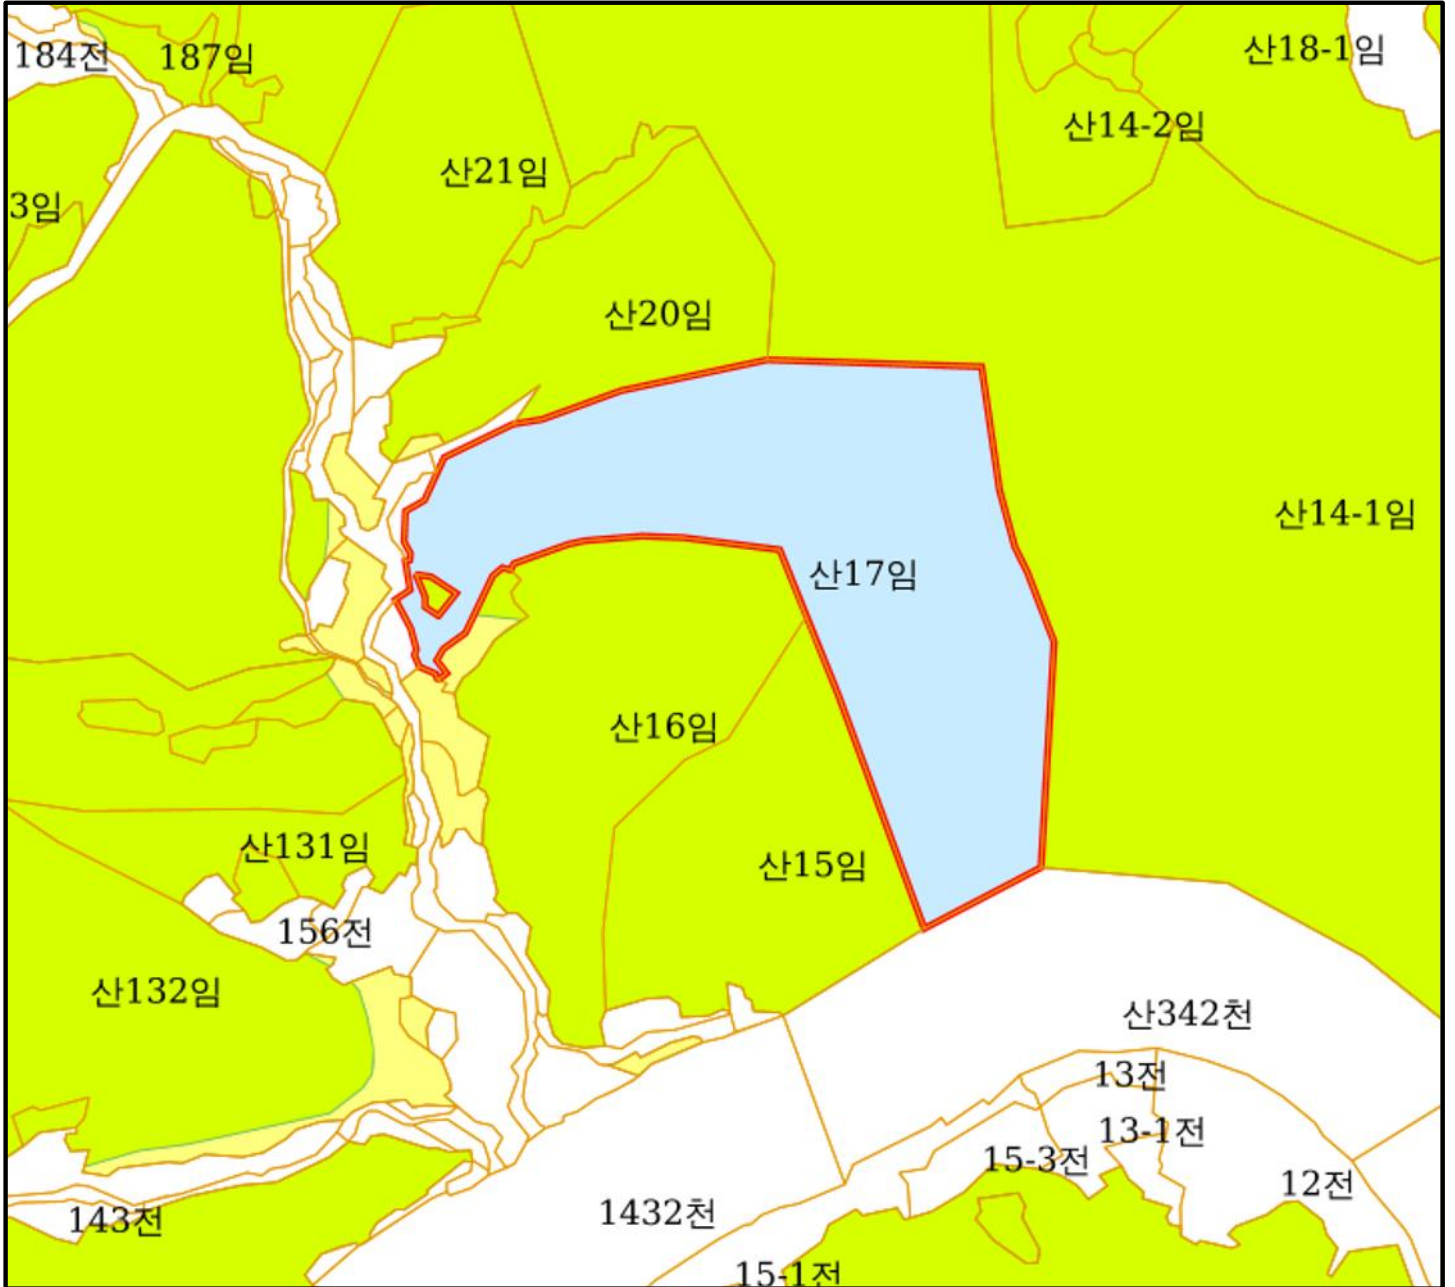 184전
187임
산18-1임
산14-2임
산21임
3임
산20임
산14-1임
산17임
산16임
산131임
산15임
156전
산132임
산342천
13전
13-1전
15-3전
12전
1432천
143전
15-1전